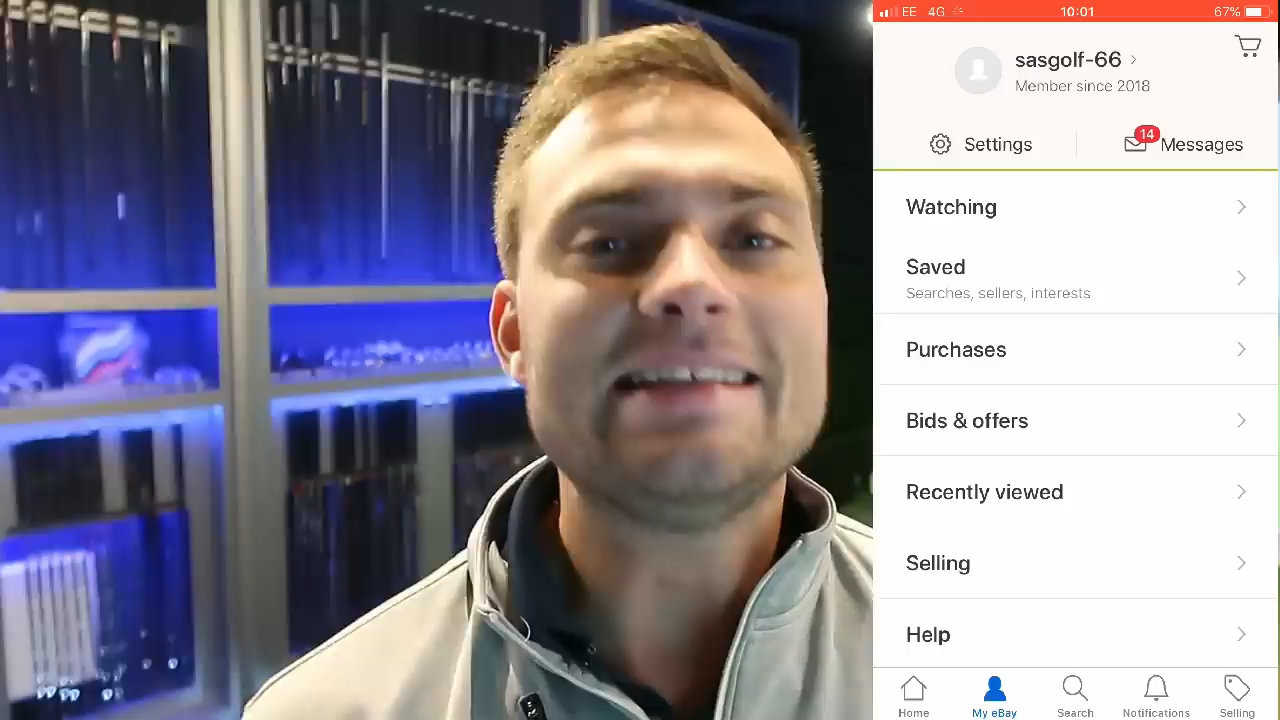 EE 4G 10:01 67%
sasgolf-66
Member since 2018
Settings
14
Messages
Watching
Saved
Searches, sellers, interests
Purchases
Bids & offers
Recently viewed
Selling
Help
Home My eBay Search Notifications Selling